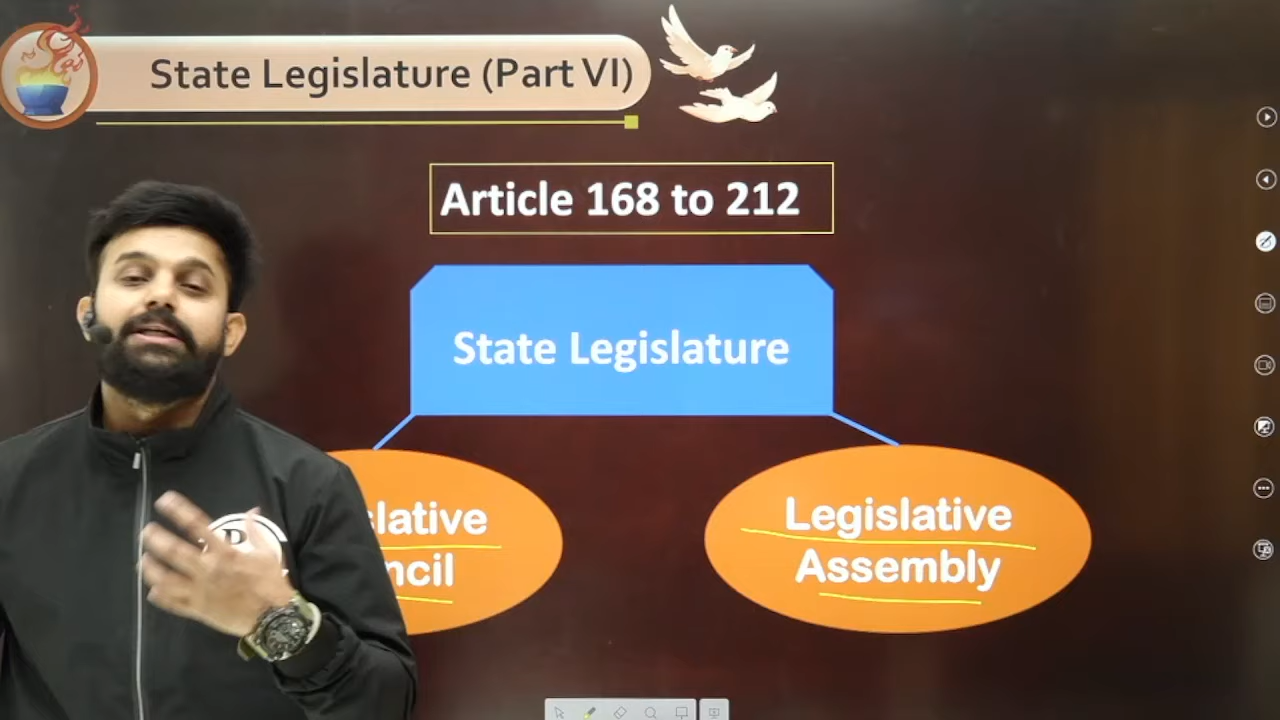 State Legislature (Part VI)
Article 168 to 212
State Legislature
slative
ncil
Legislative
Assembly